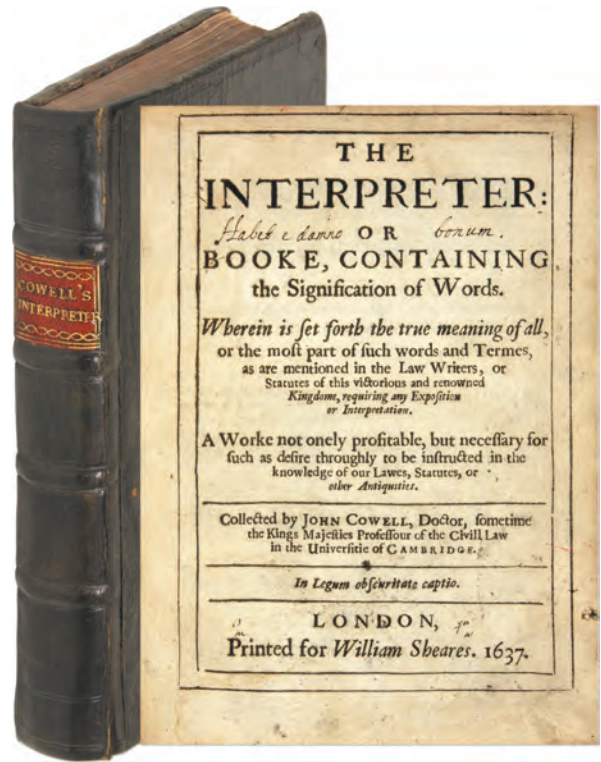 COWELL'S
INTERPRETER
THE
INTERPRETER:
Habet e damno OR bonum.
BOOKE, CONTAINING
the Signification of Words.
Wherein is ſet forth the true meaning of all,
or the moſt part of ſuch words and Termes,
as are mentioned in the Law Writers, or
Statutes of this victorious and renowned
Kingdome, requiring any Expoſition
or Interpretation.
A Worke not onely profitable, but neceſſary for
ſuch as deſire throughly to be inſtructed in the
knowledge of our Lawes, Statutes, or
other Antiquities.
Collected by JOHN COWELL, Doctor, ſometime
the Kings Majeſties Profeſſour of the Civill Law
in the Univerſitie of CAMBRIDGE.
In Legum obſcuritate captio.
LONDON,
Printed for William Sheares. 1637.